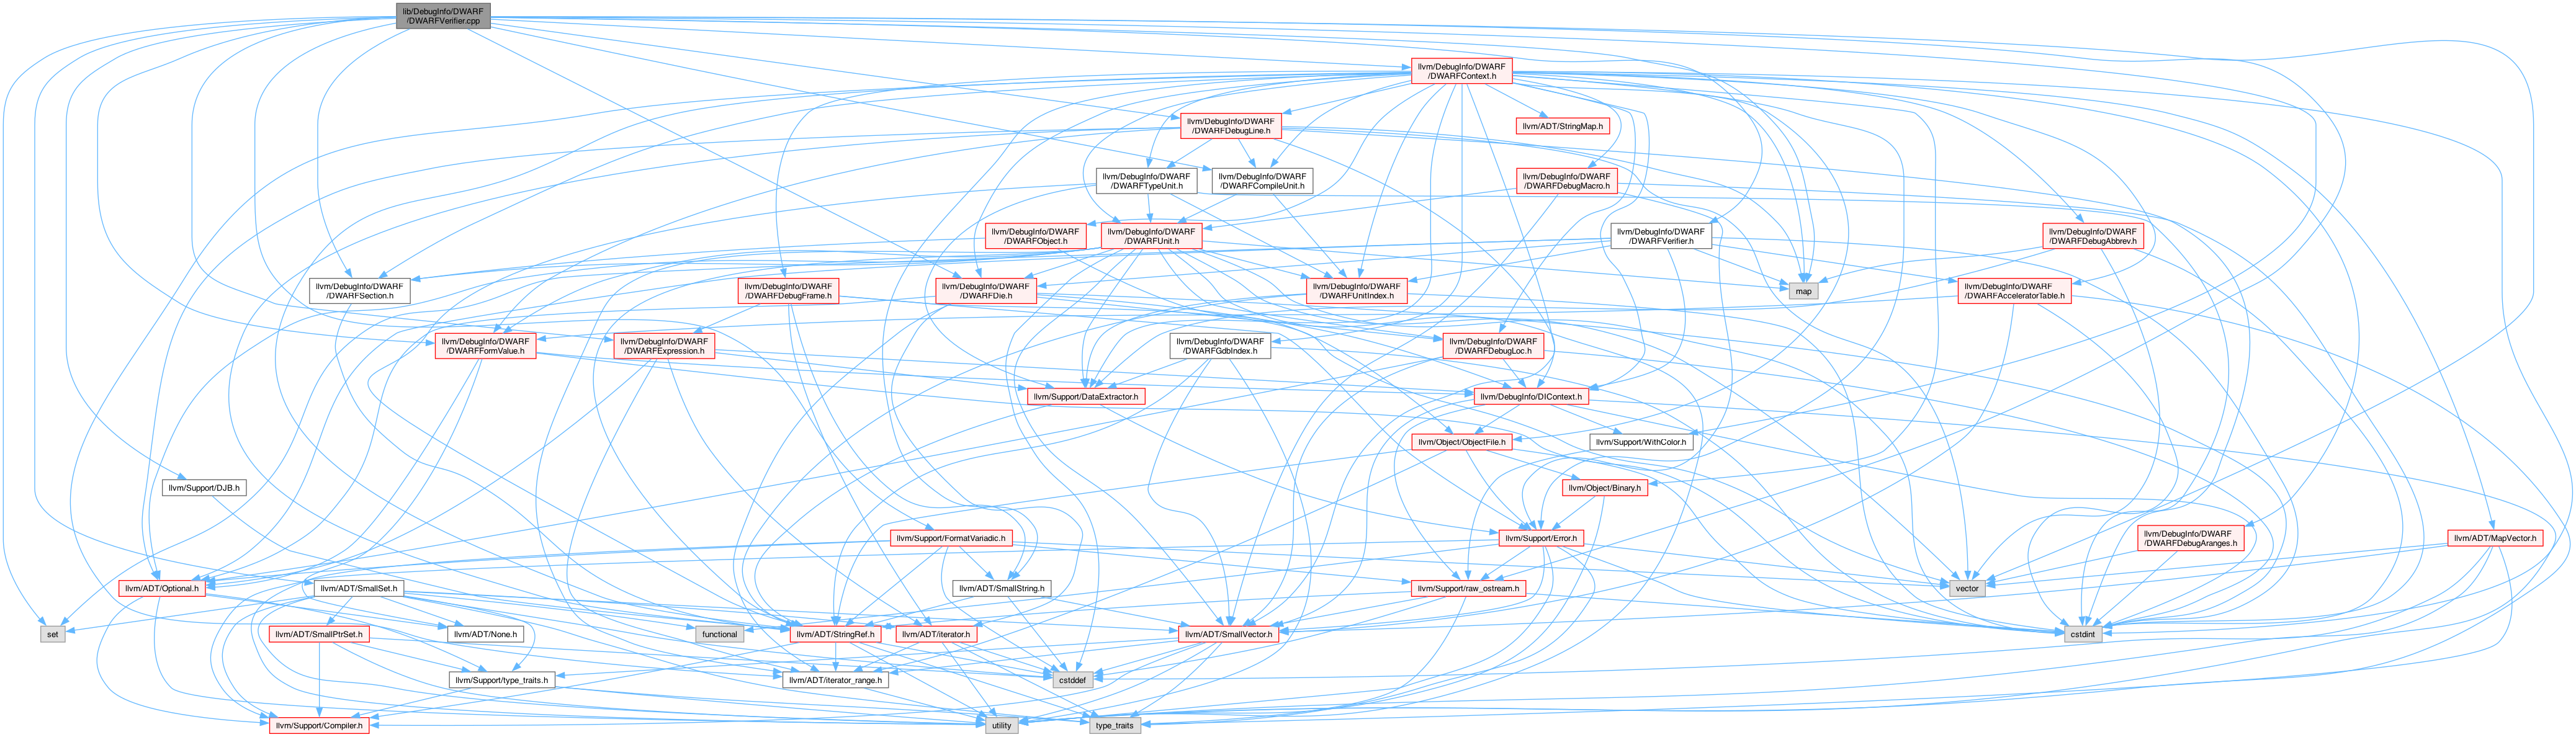 lib/DebugInfo/DWARF
/DWARFVerifier.cpp
llvm/DebugInfo/DWARF
/DWARFContext.h
llvm/DebugInfo/DWARF
/DWARFDebugLine.h
llvm/ADT/StringMap.h
llvm/DebugInfo/DWARF
/DWARFTypeUnit.h
llvm/DebugInfo/DWARF
/DWARFCompileUnit.h
llvm/DebugInfo/DWARF
/DWARFDebugMacro.h
llvm/DebugInfo/DWARF
/DWARFObject.h
llvm/DebugInfo/DWARF
/DWARFUnit.h
llvm/DebugInfo/DWARF
/DWARFVerifier.h
llvm/DebugInfo/DWARF
/DWARFDebugAbbrev.h
llvm/DebugInfo/DWARF
/DWARFSection.h
llvm/DebugInfo/DWARF
/DWARFDebugFrame.h
llvm/DebugInfo/DWARF
/DWARFDie.h
llvm/DebugInfo/DWARF
/DWARFUnitIndex.h
map
llvm/DebugInfo/DWARF
/DWARFAcceleratorTable.h
llvm/DebugInfo/DWARF
/DWARFFormValue.h
llvm/DebugInfo/DWARF
/DWARFExpression.h
llvm/DebugInfo/DWARF
/DWARFGdbIndex.h
llvm/DebugInfo/DWARF
/DWARFDebugLoc.h
llvm/Support/DataExtractor.h
llvm/DebugInfo/DIContext.h
llvm/Object/ObjectFile.h
llvm/Support/WithColor.h
llvm/Support/DJB.h
llvm/Object/Binary.h
llvm/Support/FormatVariadic.h
llvm/Support/Error.h
llvm/DebugInfo/DWARF
/DWARFDebugAranges.h
llvm/ADT/MapVector.h
llvm/ADT/Optional.h
llvm/ADT/SmallSet.h
llvm/ADT/SmallString.h
llvm/Support/raw_ostream.h
vector
set
llvm/ADT/SmallPtrSet.h
llvm/ADT/None.h
functional
llvm/ADT/StringRef.h
llvm/ADT/iterator.h
llvm/ADT/SmallVector.h
cstdint
llvm/Support/type_traits.h
llvm/ADT/iterator_range.h
cstddef
llvm/Support/Compiler.h
utility
type_traits